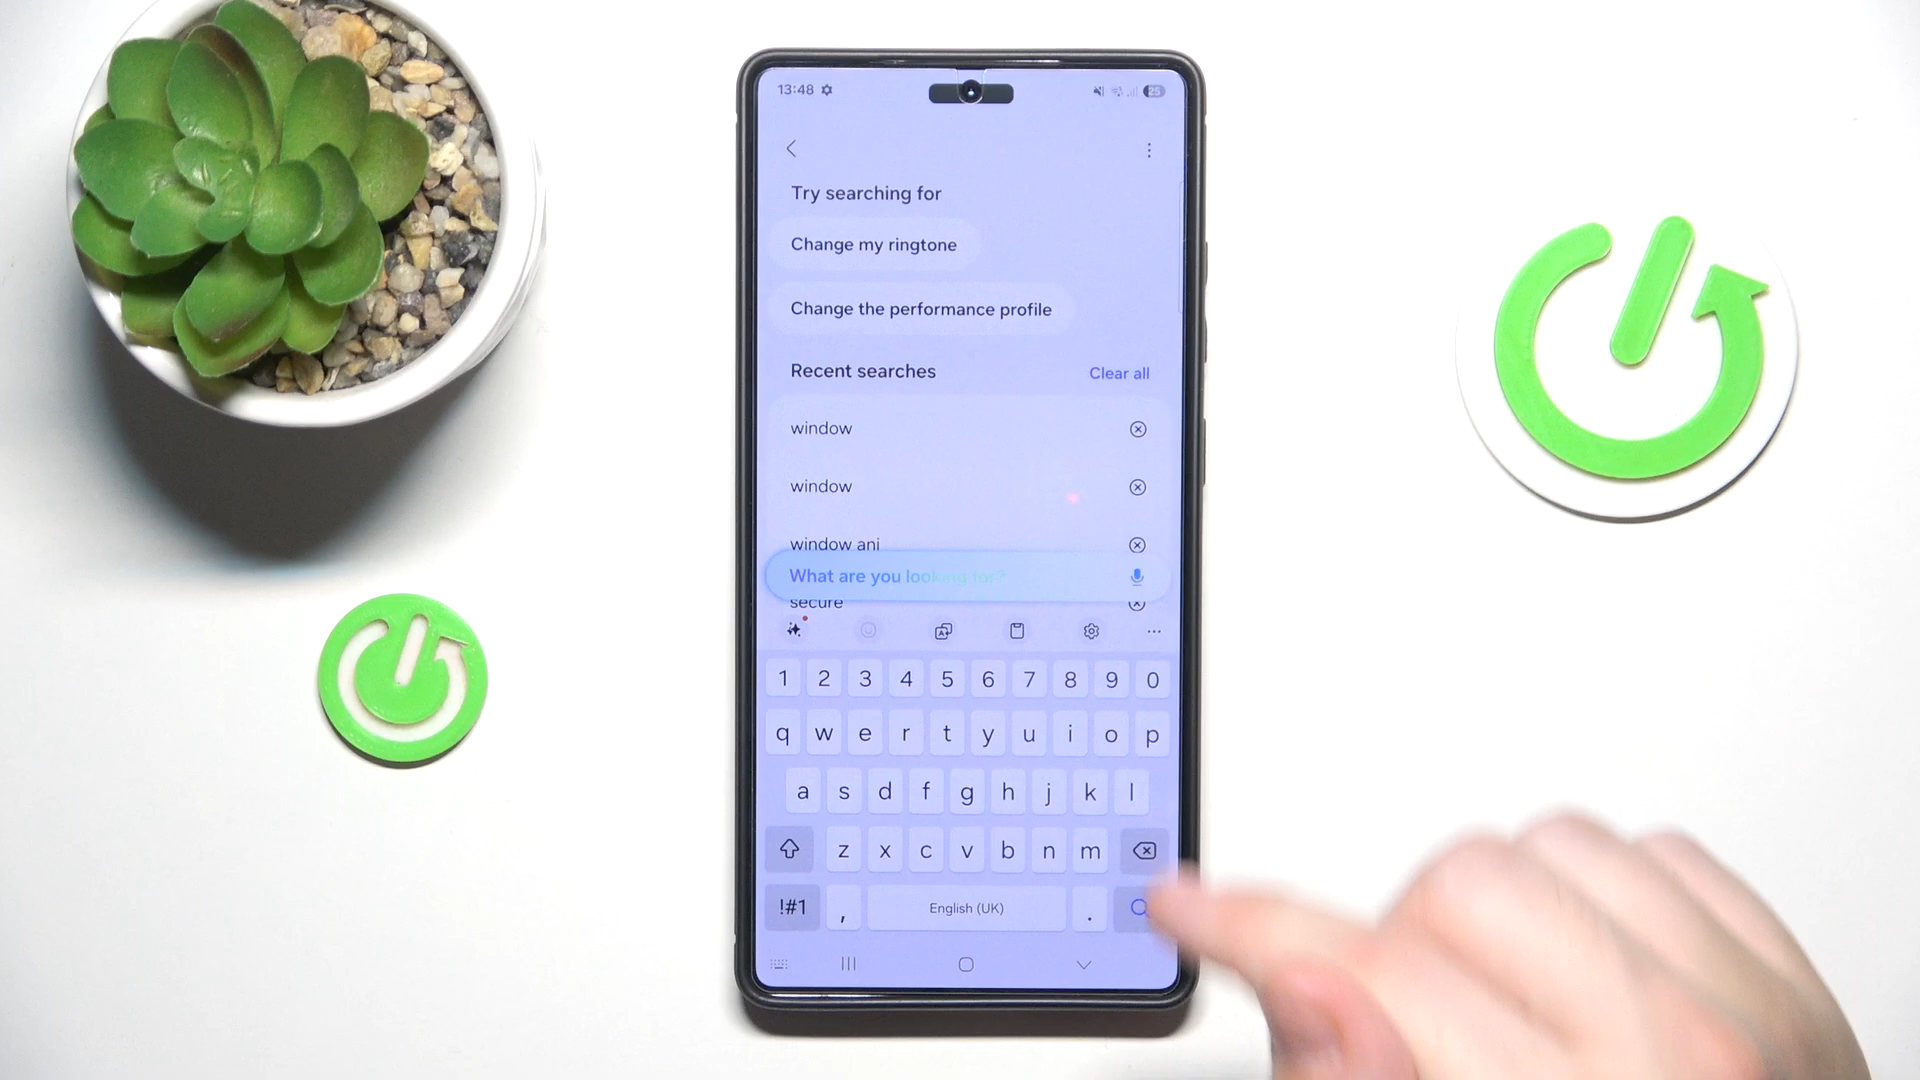 13:48
25
Try searching for
Change my ringtone
Change the performance profile
Recent searches
Clear all
window
window
window ani
What are you looking for?
secure
1 2 3 4 5 6 7 8 9 0
q w e r t y u i o p
a s d f g h j k l
z x c v b n m
!#1 , English (UK) .